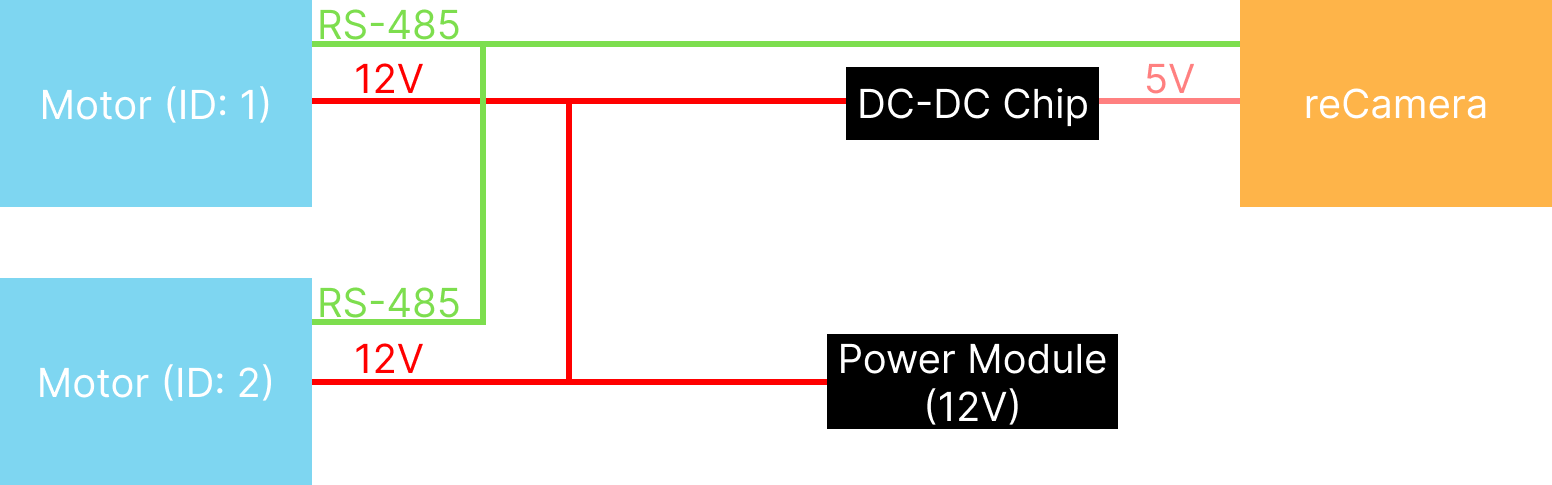 RS-485
12V
Motor (ID: 1)
DC-DC Chip
5V
reCamera
RS-485
12V
Motor (ID: 2)
Power Module
(12V)